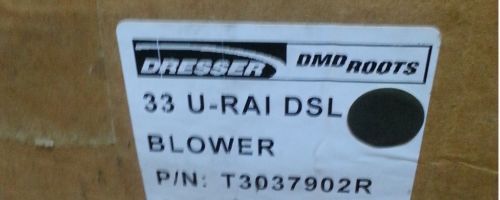 DRESSER DMD ROOTS
33 U-RAI DSL
BLOWER
P/N: T3037902R